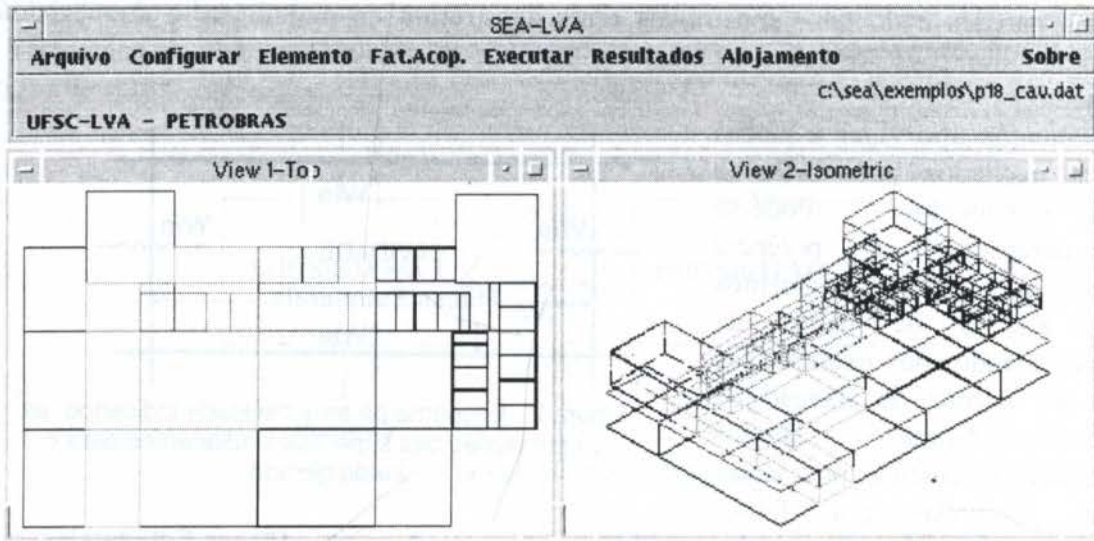 SEA-LVA
Arquivo Configurar Elemento Fat.Acop. Executar Resultados Alojamento Sobre
c:\sea\exemplos\p18_cav.dat
UFSC-LVA - PETROBRAS
View 1-Top
View 2-Isometric